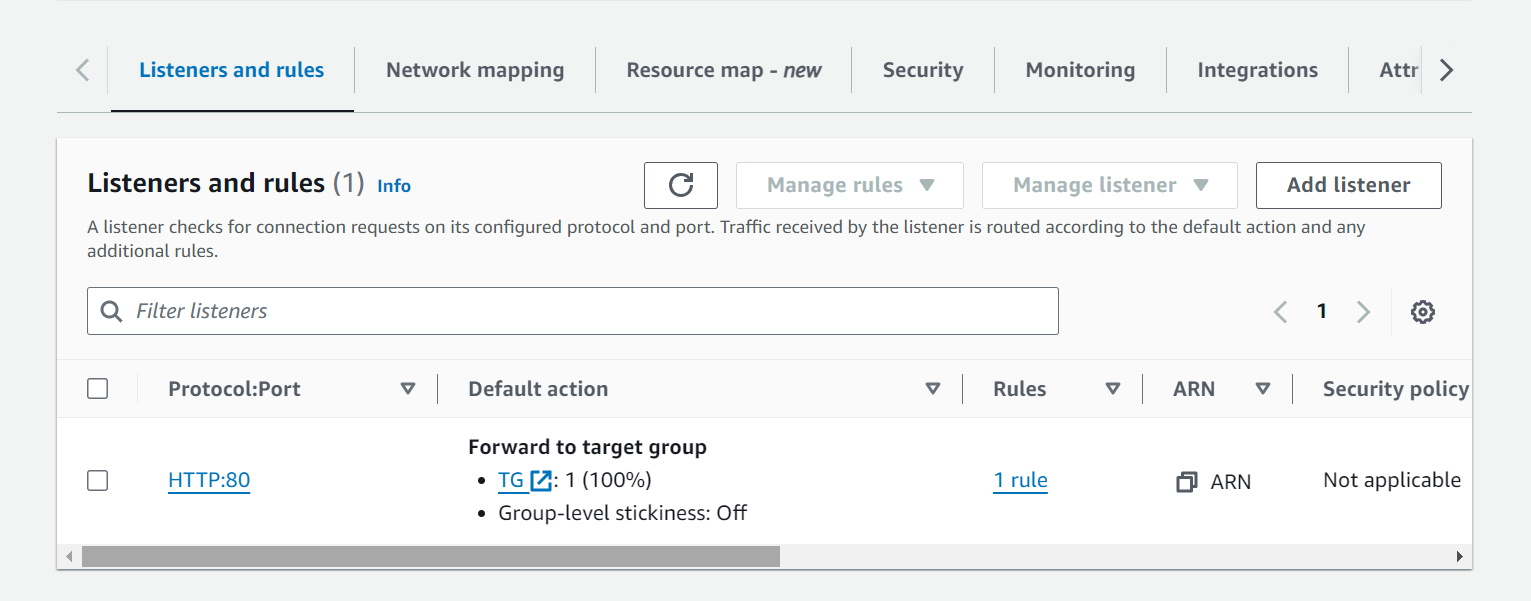 Listeners and rules
Network mapping
Resource map - new
Security
Monitoring
Integrations
Attr
Listeners and rules (1) Info
Manage rules
Manage listener
Add listener
A listener checks for connection requests on its configured protocol and port. Traffic received by the listener is routed according to the default action and any
additional rules.
Filter listeners
1
Protocol:Port
Default action
Rules
ARN
Security policy
HTTP:80
Forward to target group
• TG : 1 (100%)
• Group-level stickiness: Off
1 rule
ARN
Not applicable